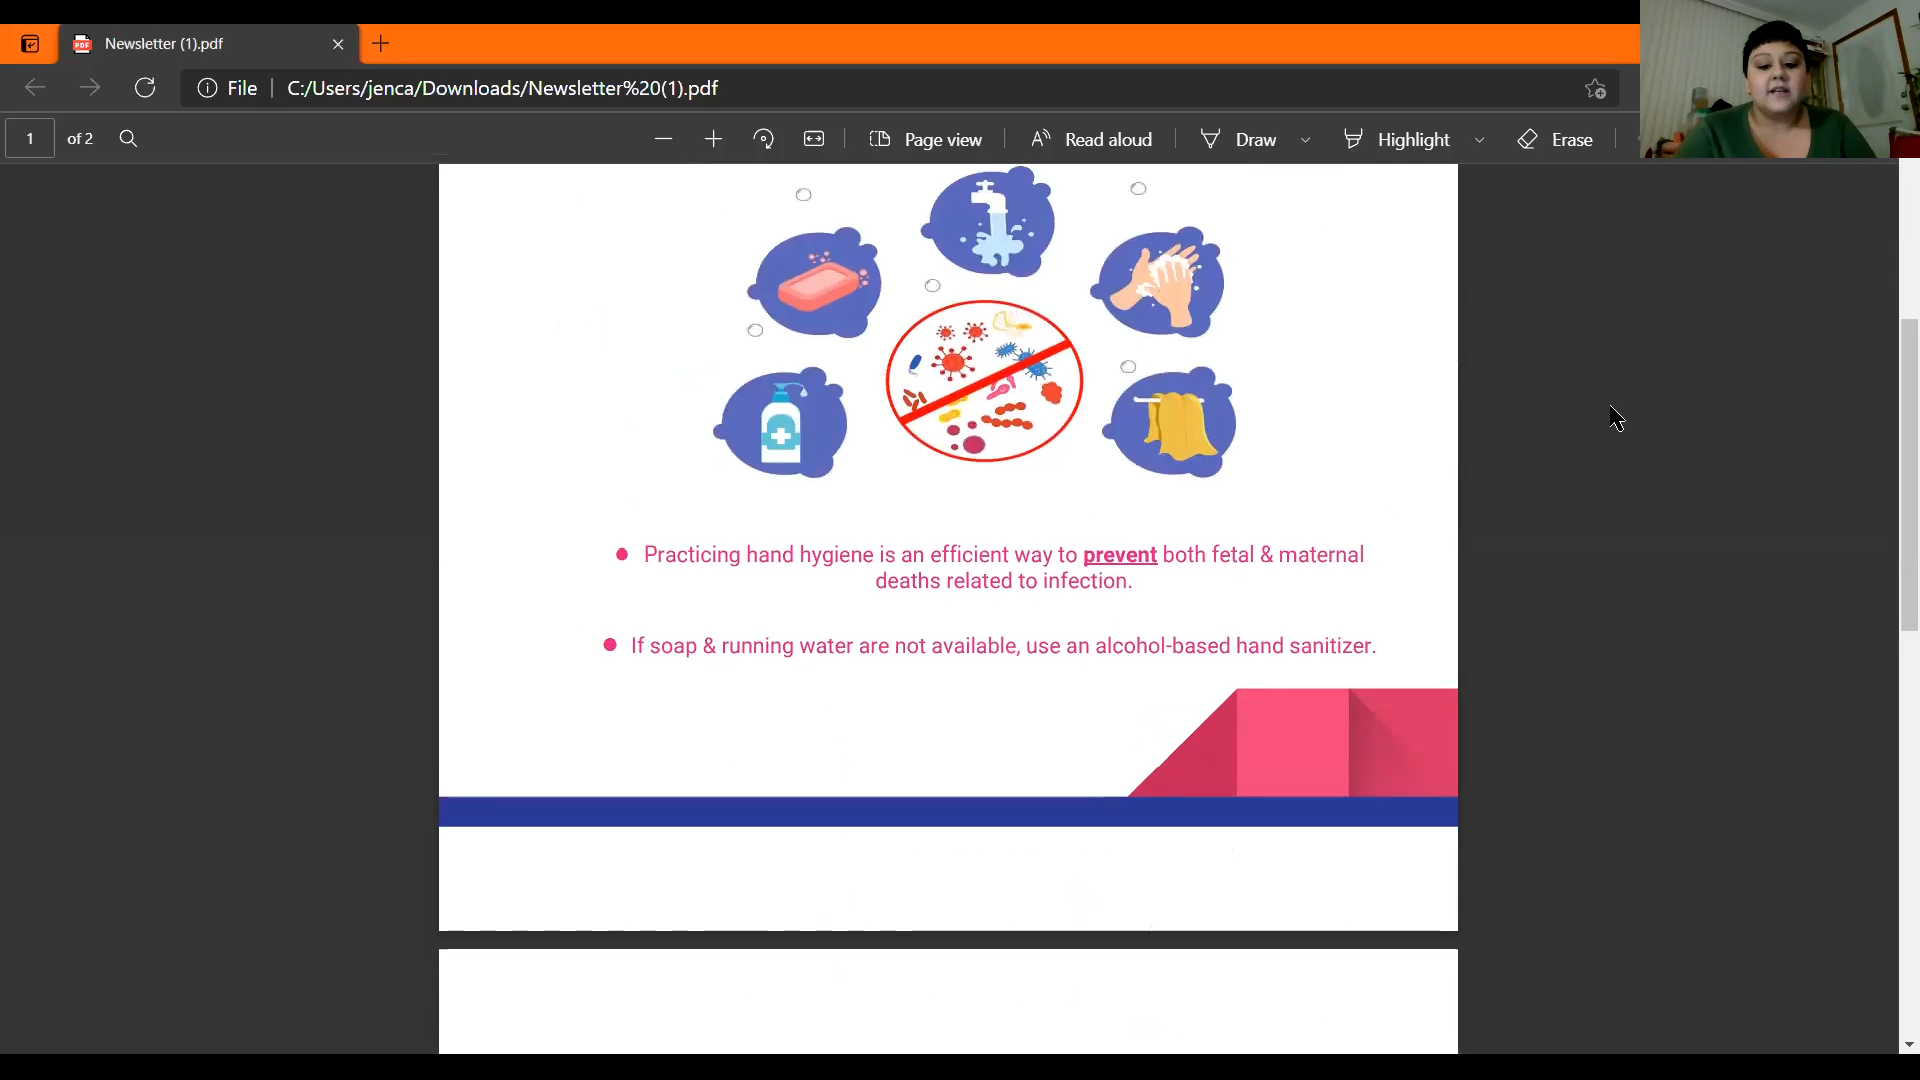 Newsletter (1).pdf
File
C:/Users/jenca/Downloads/Newsletter%20(1).pdf
1 of 2
Page view
Read aloud
Draw
Highlight
Erase
Practicing hand hygiene is an efficient way to prevent both fetal & maternal
deaths related to infection.
If soap & running water are not available, use an alcohol-based hand sanitizer.